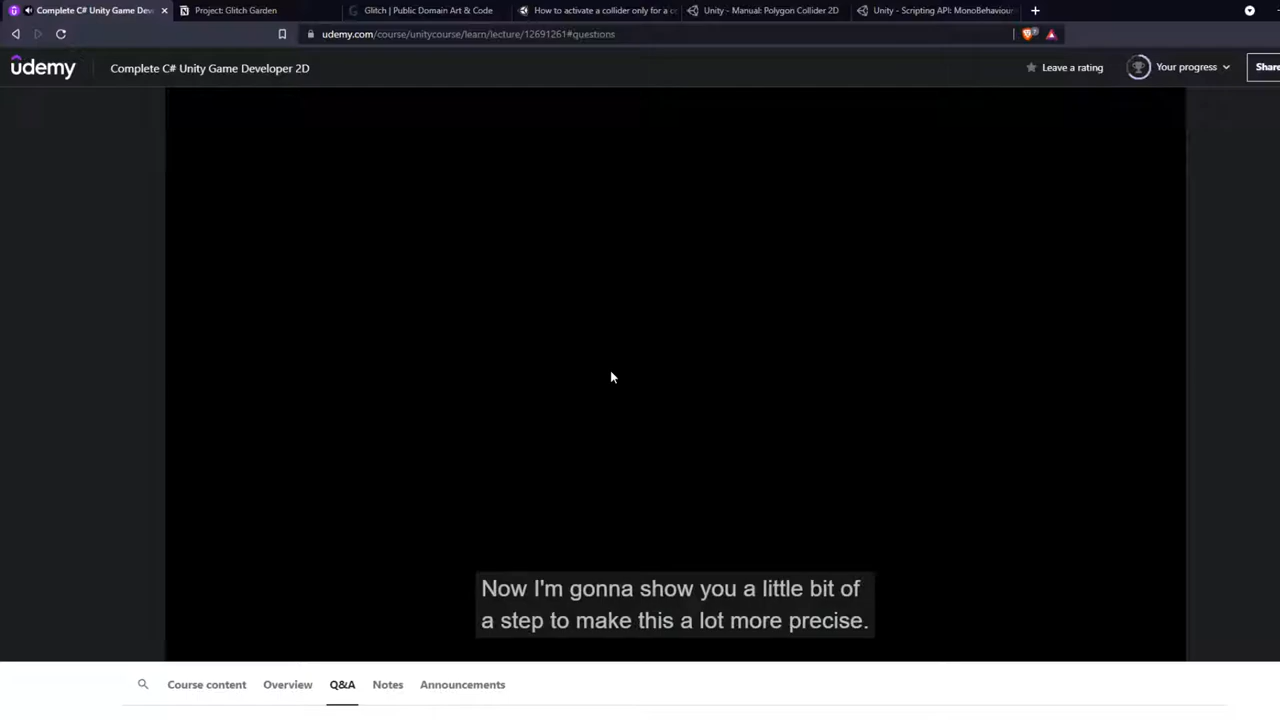 Complete C# Unity Game Dev
Project: Glitch Garden
Glitch | Public Domain Art & Code
How to activate a collider only for a c
Unity - Manual: Polygon Collider 2D
Unity - Scripting API: MonoBehaviour
udemy.com/course/unitycourse/learn/lecture/12691261#questions
udemy
Complete C# Unity Game Developer 2D
Leave a rating
Your progress
Share
Now I'm gonna show you a little bit of
a step to make this a lot more precise.
Course content
Overview
Q&A
Notes
Announcements